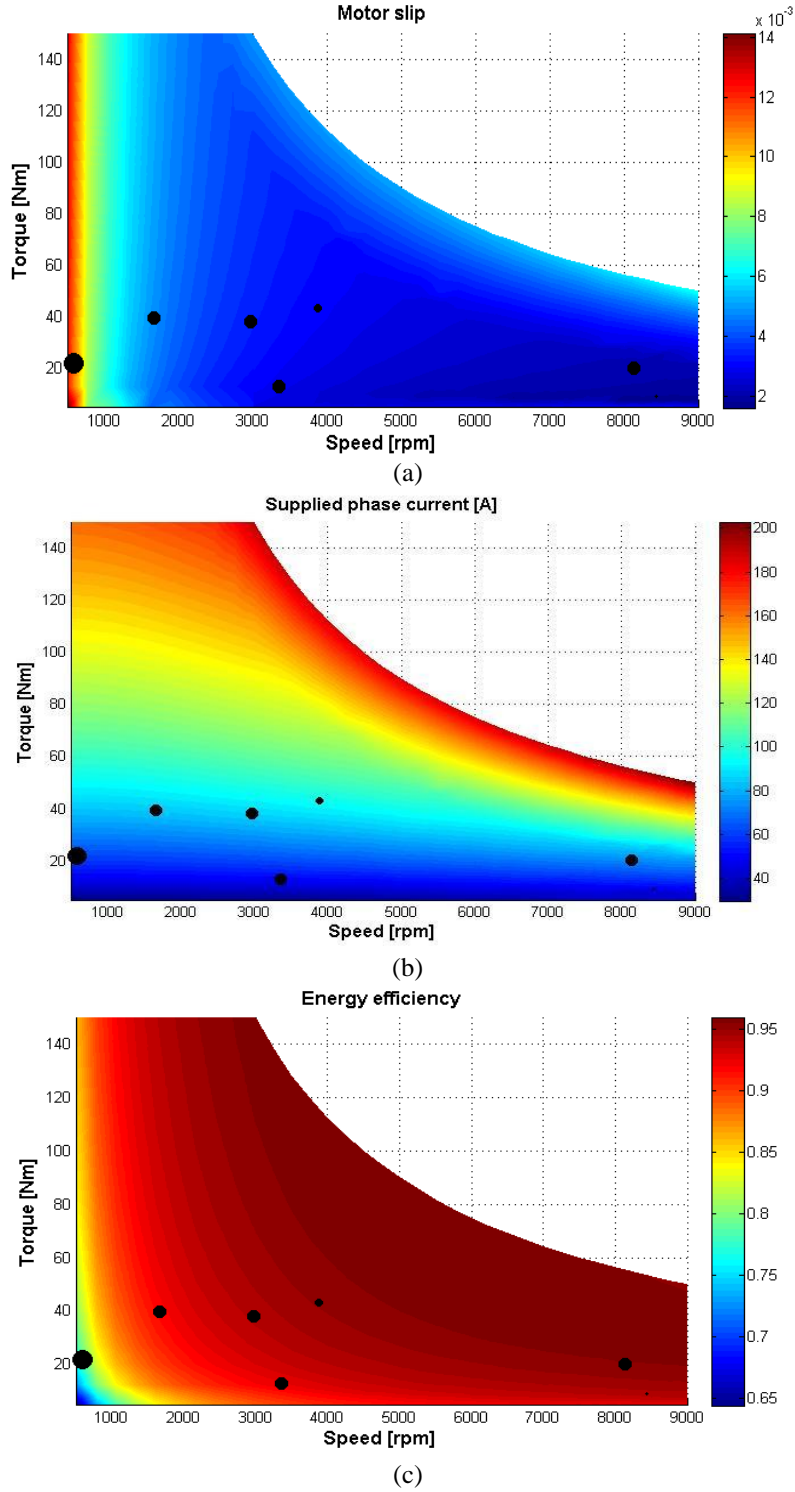 Motor slip
x 10⁻³
Torque [Nm]
140
120
100
80
60
40
20
1000 2000 3000 4000 5000 6000 7000 8000 9000
Speed [rpm]
14
12
10
8
6
4
2
(a)
Supplied phase current [A]
Torque [Nm]
140
120
100
80
60
40
20
1000 2000 3000 4000 5000 6000 7000 8000 9000
Speed [rpm]
200
180
160
140
120
100
80
60
40
(b)
Energy efficiency
Torque [Nm]
140
120
100
80
60
40
20
1000 2000 3000 4000 5000 6000 7000 8000 9000
Speed [rpm]
0.95
0.9
0.85
0.8
0.75
0.7
0.65
(c)